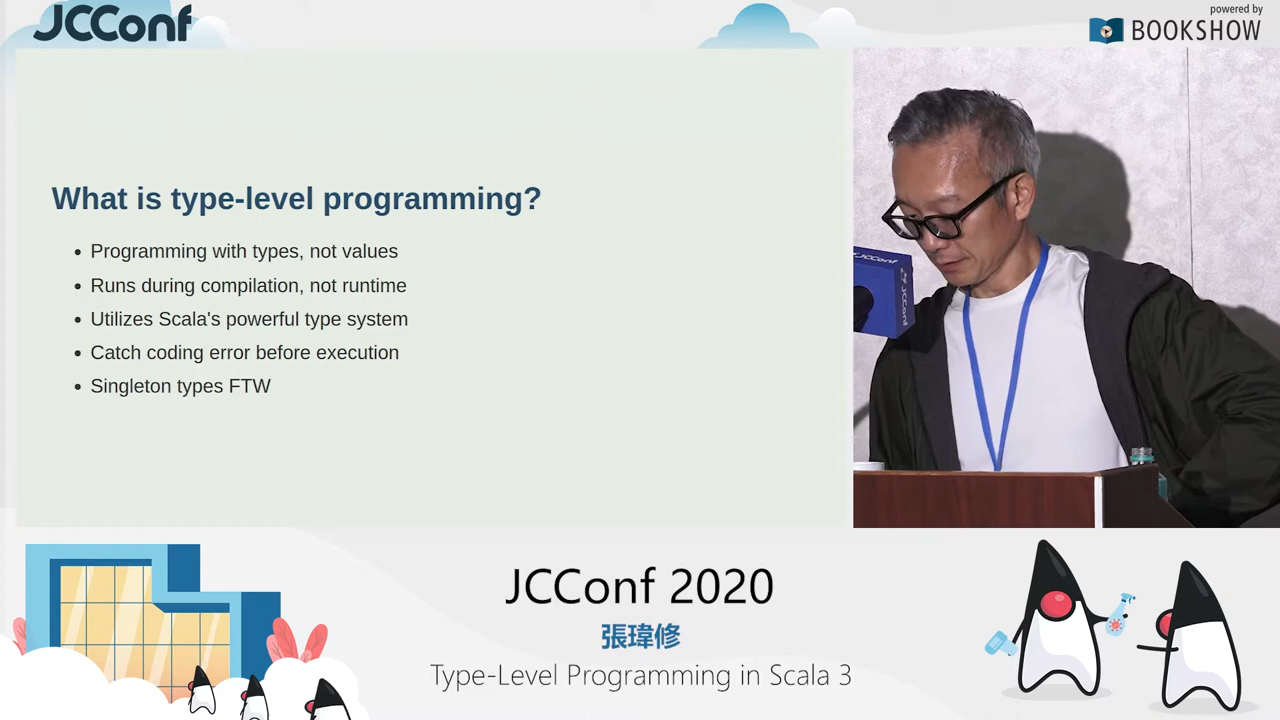 JCConf
powered by
BOOKSHOW
What is type-level programming?
• Programming with types, not values
• Runs during compilation, not runtime
• Utilizes Scala's powerful type system
• Catch coding error before execution
• Singleton types FTW
JCConf
JCConf
JCConf 2020
張瑋修
Type-Level Programming in Scala 3